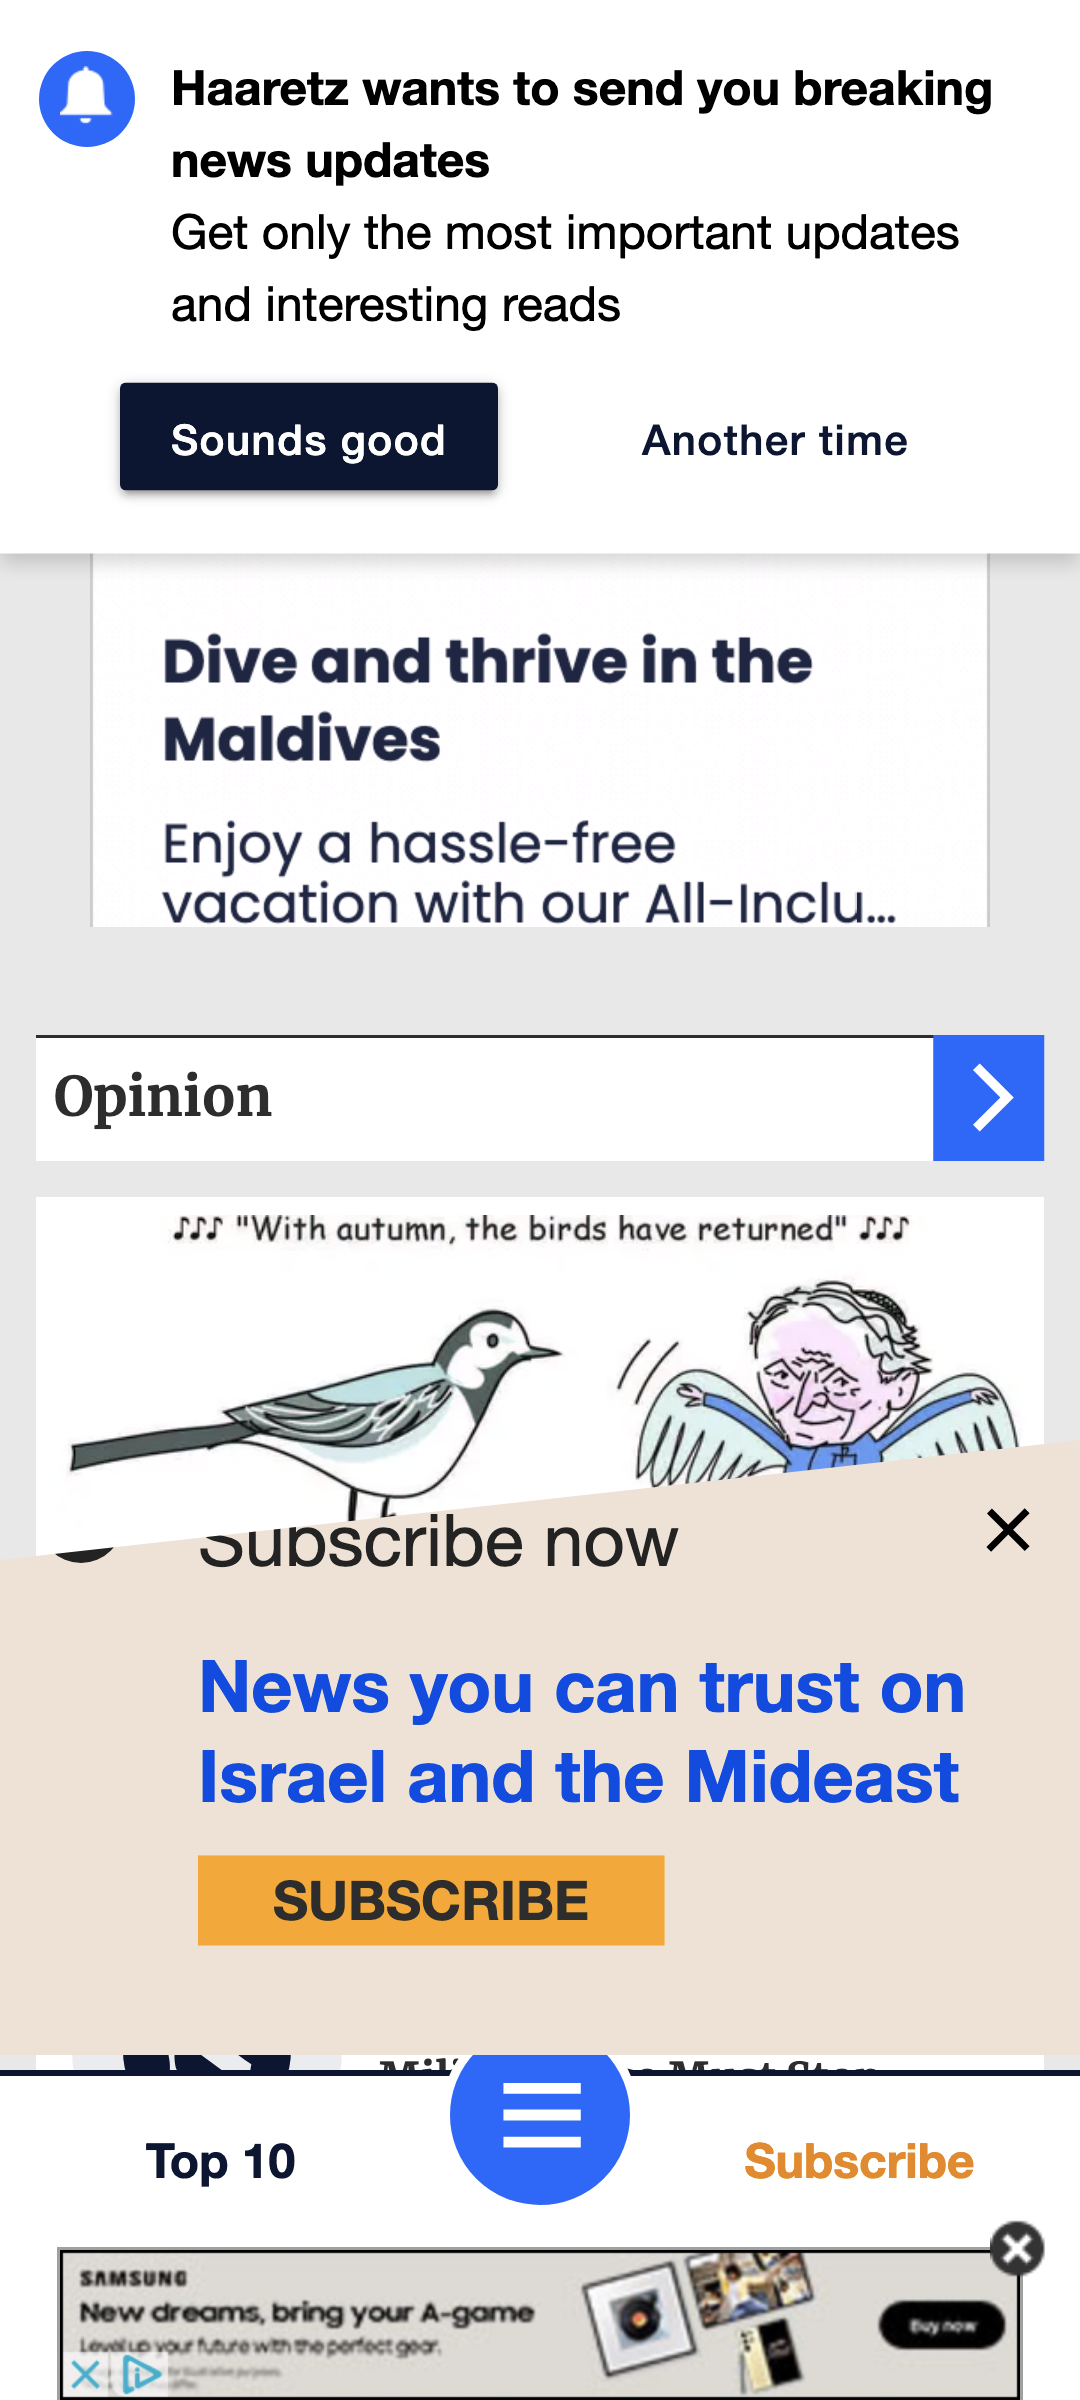 Haaretz wants to send you breaking
news updates
Get only the most important updates
and interesting reads
Sounds good
Another time
Dive and thrive in the
Maldives
Enjoy a hassle-free
vacation with our All-Inclu...
Opinion
♪♪♪ "With autumn, the birds have returned" ♪♪♪
Subscribe now
News you can trust on
Israel and the Mideast
SUBSCRIBE
Must Stop
Top 10
Subscribe
SAMSUNG
New dreams, bring your A-game
Level up your future with the perfect gear.
Buy now